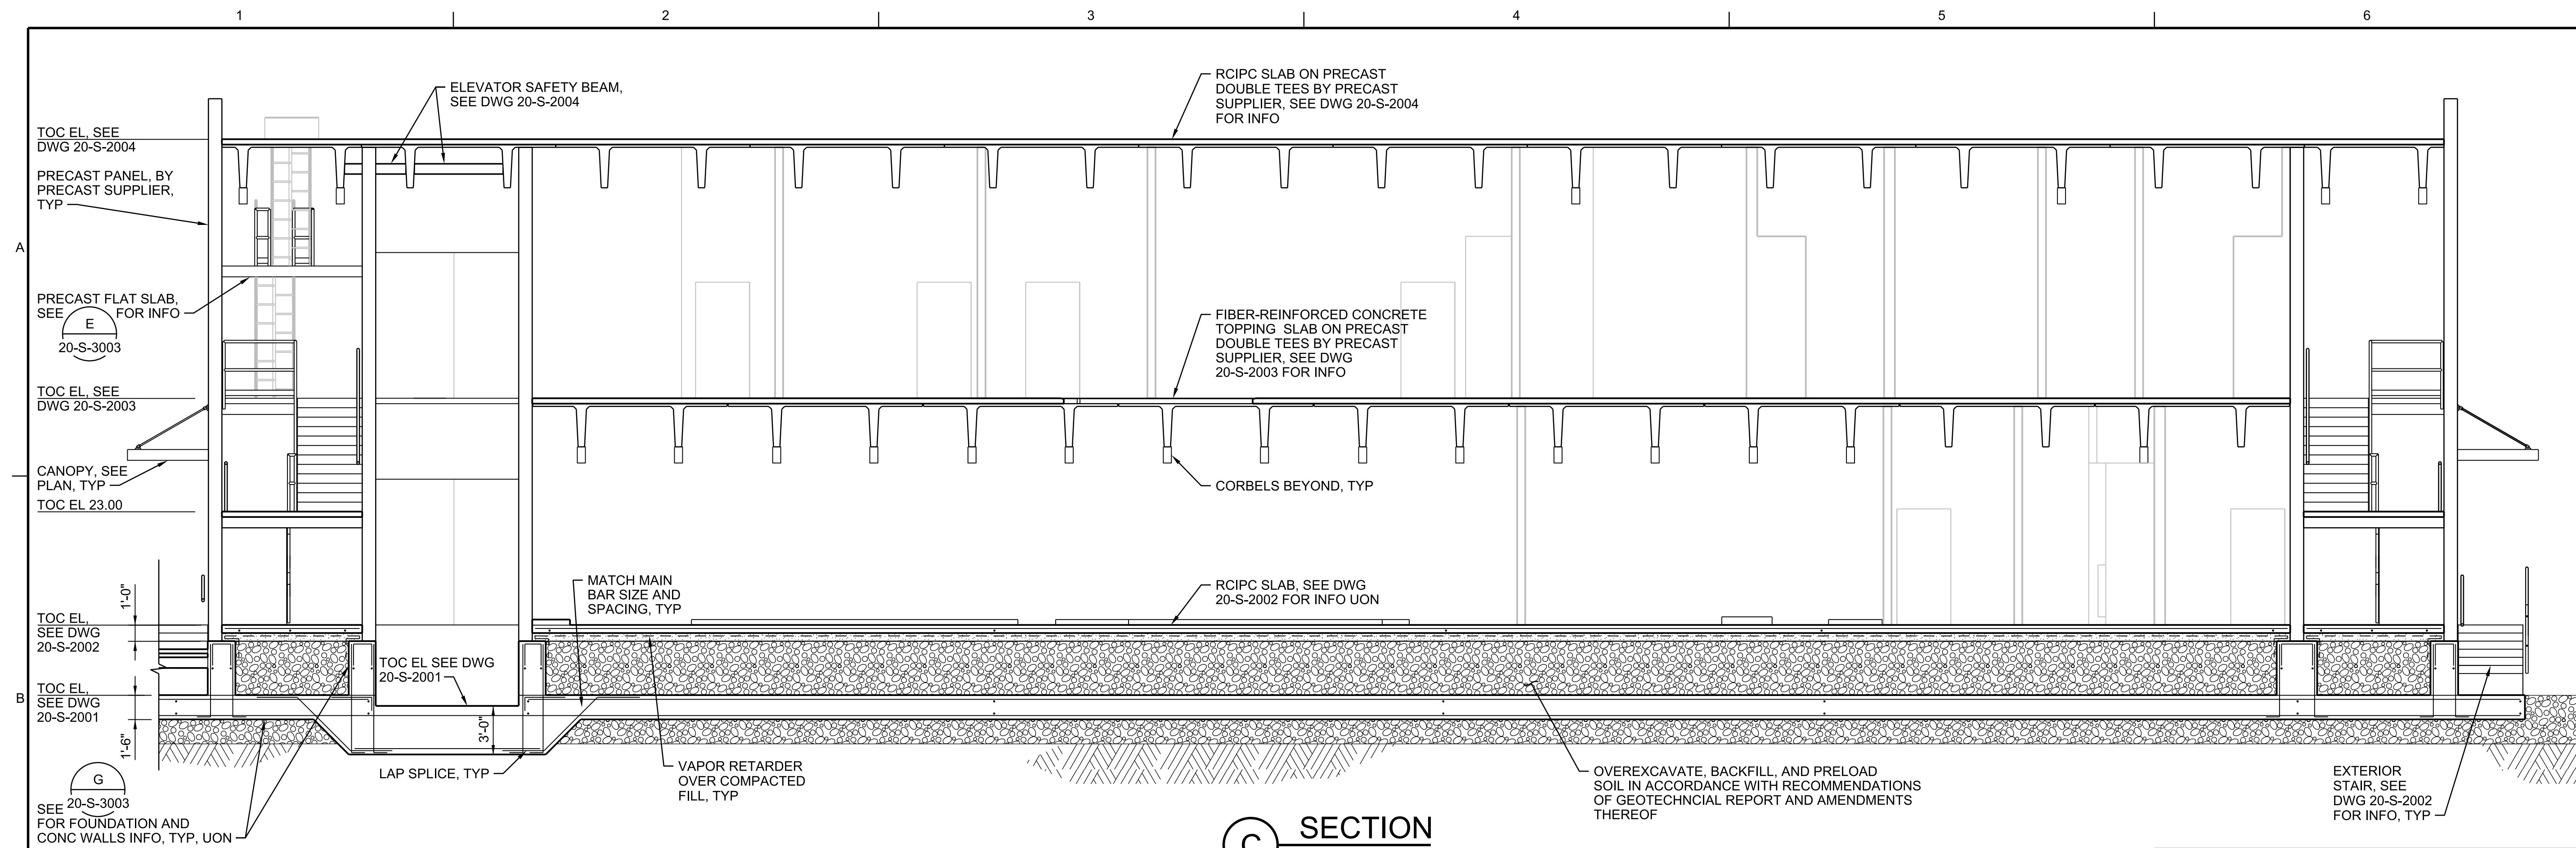 1
2
3
4
5
6
ELEVATOR SAFETY BEAM,
SEE DWG 20-S-2004
RCIPC SLAB ON PRECAST
DOUBLE TEES BY PRECAST
SUPPLIER, SEE DWG 20-S-2004
FOR INFO
TOC EL, SEE
DWG 20-S-2004
PRECAST PANEL, BY
PRECAST SUPPLIER,
TYP
A
PRECAST FLAT SLAB,
SEE E 20-S-3003 FOR INFO
FIBER-REINFORCED CONCRETE
TOPPING SLAB ON PRECAST
DOUBLE TEES BY PRECAST
SUPPLIER, SEE DWG
20-S-2003 FOR INFO
TOC EL, SEE
DWG 20-S-2003
CANOPY, SEE
PLAN, TYP
CORBELS BEYOND, TYP
TOC EL 23.00
MATCH MAIN
BAR SIZE AND
SPACING, TYP
RCIPC SLAB, SEE DWG
20-S-2002 FOR INFO UON
1'-0"
TOC EL,
SEE DWG
20-S-2002
TOC EL SEE DWG
20-S-2001
B
TOC EL,
SEE DWG
20-S-2001
3'-0"
1'-6"
LAP SPLICE, TYP
VAPOR RETARDER
OVER COMPACTED
FILL, TYP
OVEREXCAVATE, BACKFILL, AND PRELOAD
SOIL IN ACCORDANCE WITH RECOMMENDATIONS
OF GEOTECHNCIAL REPORT AND AMENDMENTS
THEREOF
EXTERIOR
STAIR, SEE
DWG 20-S-2002
FOR INFO, TYP
G
20-S-3003
SEE
FOR FOUNDATION AND
CONC WALLS INFO, TYP, UON
C SECTION